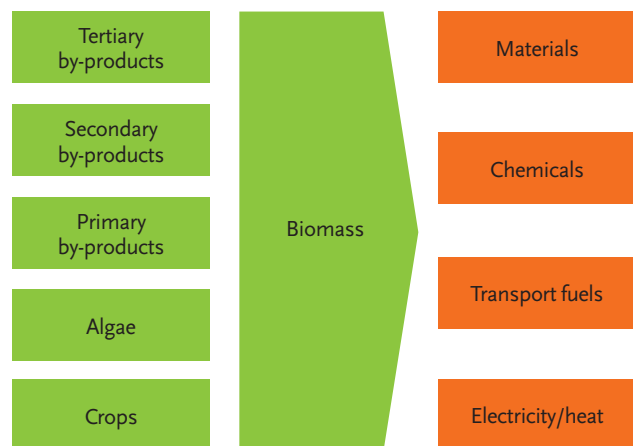 Tertiary
by-products
Secondary
by-products
Primary
by-products
Algae
Crops
Biomass
Materials
Chemicals
Transport fuels
Electricity/heat